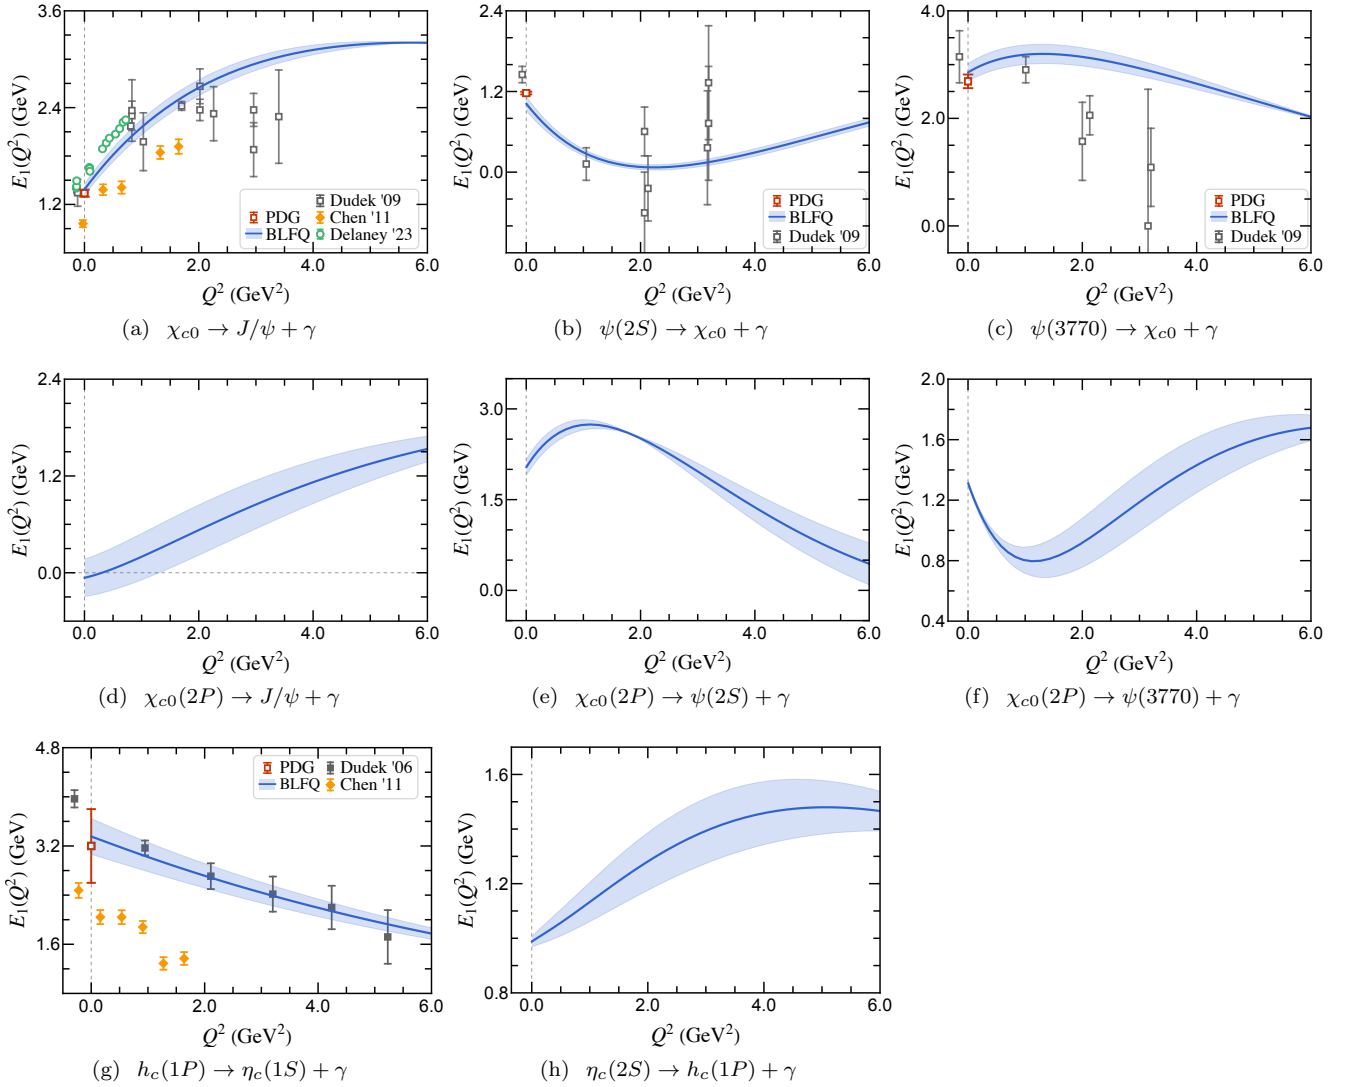 3.6
2.4
1.2
E₁(Q²) (GeV)
PDG
BLFQ
Dudek '09
Chen '11
Delaney '23
0.0 2.0 4.0 6.0
Q² (GeV²)
(a) χc0 → J/ψ + γ
2.4
1.2
0.0
E₁(Q²) (GeV)
PDG
BLFQ
Dudek '09
0.0 2.0 4.0 6.0
Q² (GeV²)
(b) ψ(2S) → χc0 + γ
4.0
2.0
0.0
E₁(Q²) (GeV)
PDG
BLFQ
Dudek '09
0.0 2.0 4.0 6.0
Q² (GeV²)
(c) ψ(3770) → χc0 + γ
2.4
1.2
0.0
E₁(Q²) (GeV)
0.0 2.0 4.0 6.0
Q² (GeV²)
(d) χc0(2P) → J/ψ + γ
3.0
1.5
0.0
E₁(Q²) (GeV)
0.0 2.0 4.0 6.0
Q² (GeV²)
(e) χc0(2P) → ψ(2S) + γ
2.0
1.6
1.2
0.8
0.4
E₁(Q²) (GeV)
0.0 2.0 4.0 6.0
Q² (GeV²)
(f) χc0(2P) → ψ(3770) + γ
4.8
3.2
1.6
E₁(Q²) (GeV)
PDG
BLFQ
Dudek '06
Chen '11
0.0 2.0 4.0 6.0
Q² (GeV²)
(g) hc(1P) → ηc(1S) + γ
1.6
1.2
0.8
E₁(Q²) (GeV)
0.0 2.0 4.0 6.0
Q² (GeV²)
(h) ηc(2S) → hc(1P) + γ